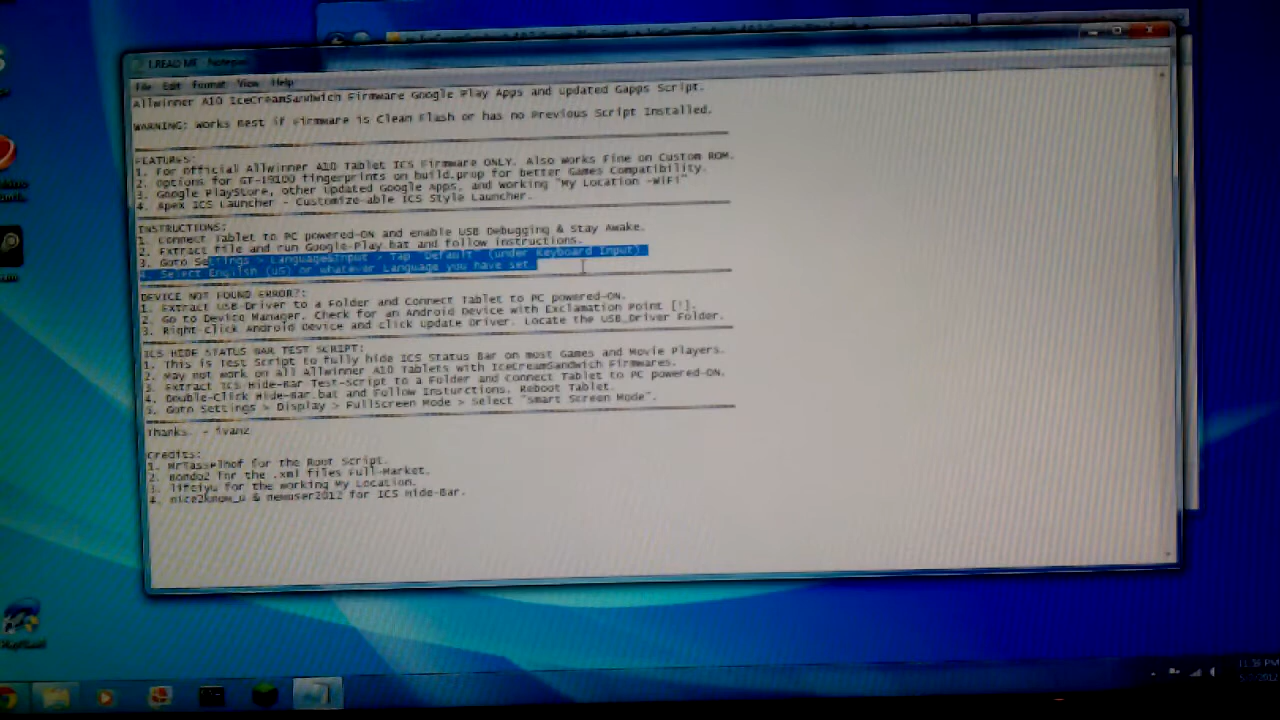 1.READ ME - Notepad
File Edit Format View Help
Allwinner A10 IceCreamSandwich Firmware Google Play Apps and updated Gapps Script.
WARNING: Works Best if Firmware is Clean Flash or has no Previous Script Installed.
FEATURES:
1. For Official Allwinner A10 Tablet ICS Firmware ONLY. Also Works Fine on Custom ROM.
2. Options for GT-I9100 fingerprints on build.prop for better Games Compatibility.
3. Google PlayStore, other updated Google Apps, and working "My Location -WiFi"
4. Apex ICS Launcher - Customize-able ICS Style Launcher.
INSTRUCTIONS:
1. Connect Tablet to PC powered-ON and enable USB Debugging & Stay Awake.
2. Extract file and run Google-Play.bat and follow instructions.
3. Goto Settings > Language&Input > Tap "Default" (under Keyboard Input)
4. Select English (US) or whatever Language you have set.
DEVICE NOT FOUND ERROR?:
1. Extract USB-Driver to a Folder and Connect Tablet to PC powered-ON.
2. Go to Device Manager. Check for an Android Device with Exclamation Point [!].
3. Right-Click Android Device and click Update Driver. Locate the USB_Driver Folder.
ICS HIDE STATUS BAR TEST SCRIPT:
1. This is Test Script to fully hide ICS Status Bar on most Games and Movie Players.
2. May not work on all Allwinner A10 Tablets with IceCreamSandwich Firmwares.
3. Extract ICS Hide-Bar Test-Script to a Folder and Connect Tablet to PC powered-ON.
4. Double-Click Hide-Bar.bat and Follow Insturctions. Reboot Tablet.
5. Goto Settings > Display > FullScreen Mode > Select "Smart Screen Mode".
Thanks. - ivanz
Credits:
1. for the Root Script.
2. for the .xml files Full-Market.
3. lifeiyu for the working My Location.
4. nice2know_u & newuser2012 for ICS Hide-Bar.
PM